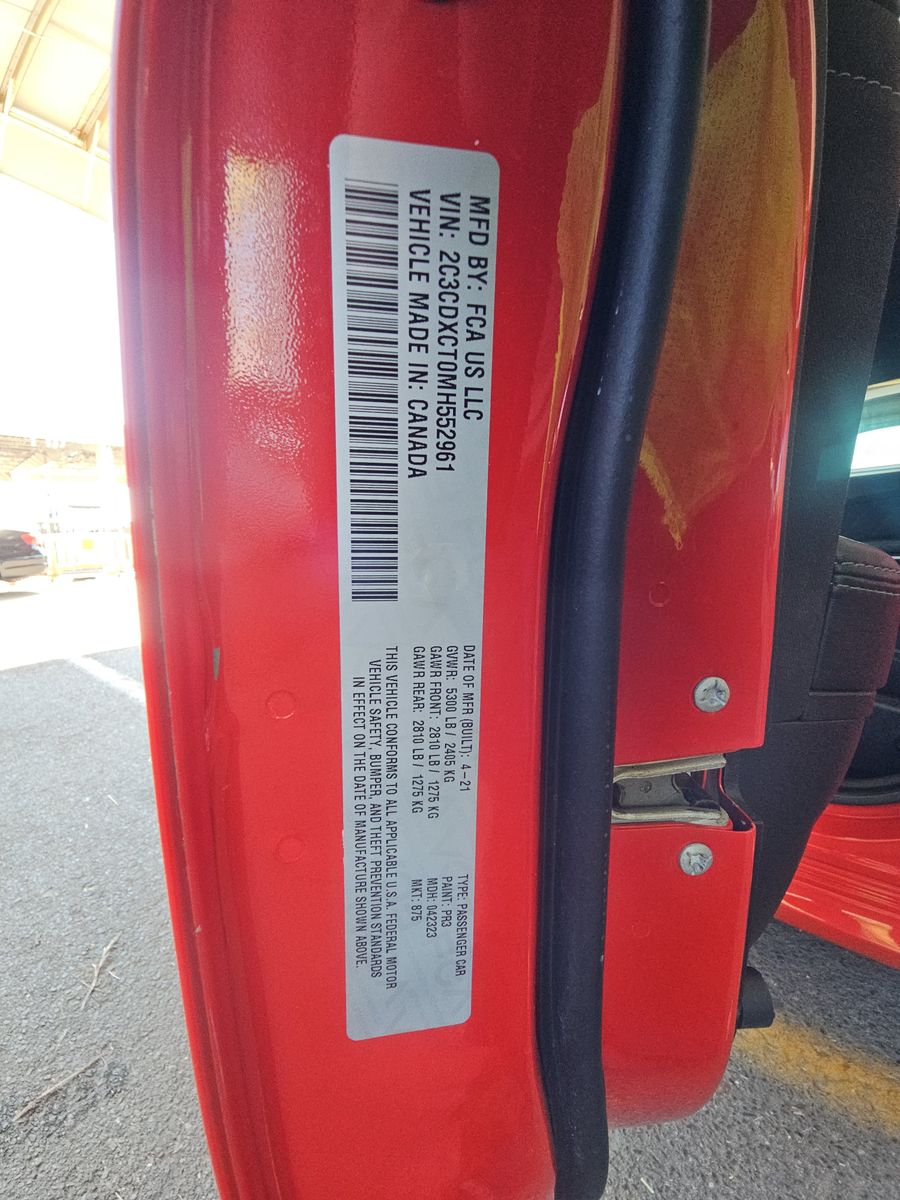 MFD BY: FCA US LLC
VIN: 2C3CDXCT0MH552961
VEHICLE MADE IN: CANADA
DATE OF MFR (BUILT): 4-21
GVWR: 5300 LB / 2405 KG
GAWR FRONT: 2810 LB / 1275 KG
GAWR REAR: 2810 LB / 1275 KG
TYPE: PASSENGER CAR
PAINT: PR3
MDH: 042323
MKT: 875
THIS VEHICLE CONFORMS TO ALL APPLICABLE U.S.A. FEDERAL MOTOR
VEHICLE SAFETY, BUMPER, AND THEFT PREVENTION STANDARDS
IN EFFECT ON THE DATE OF MANUFACTURE SHOWN ABOVE.